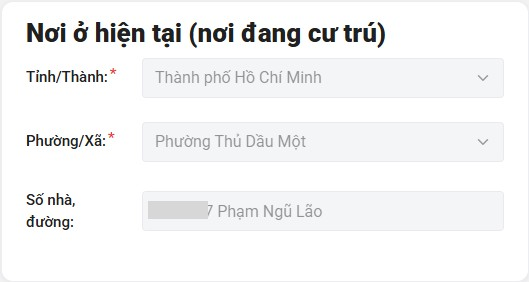 Nơi ở hiện tại (nơi đang cư trú)
Tỉnh/Thành:* Thành phố Hồ Chí Minh
Phường/Xã:* Phường Thủ Dầu Một
Số nhà,
đường: 7 Phạm Ngũ Lão